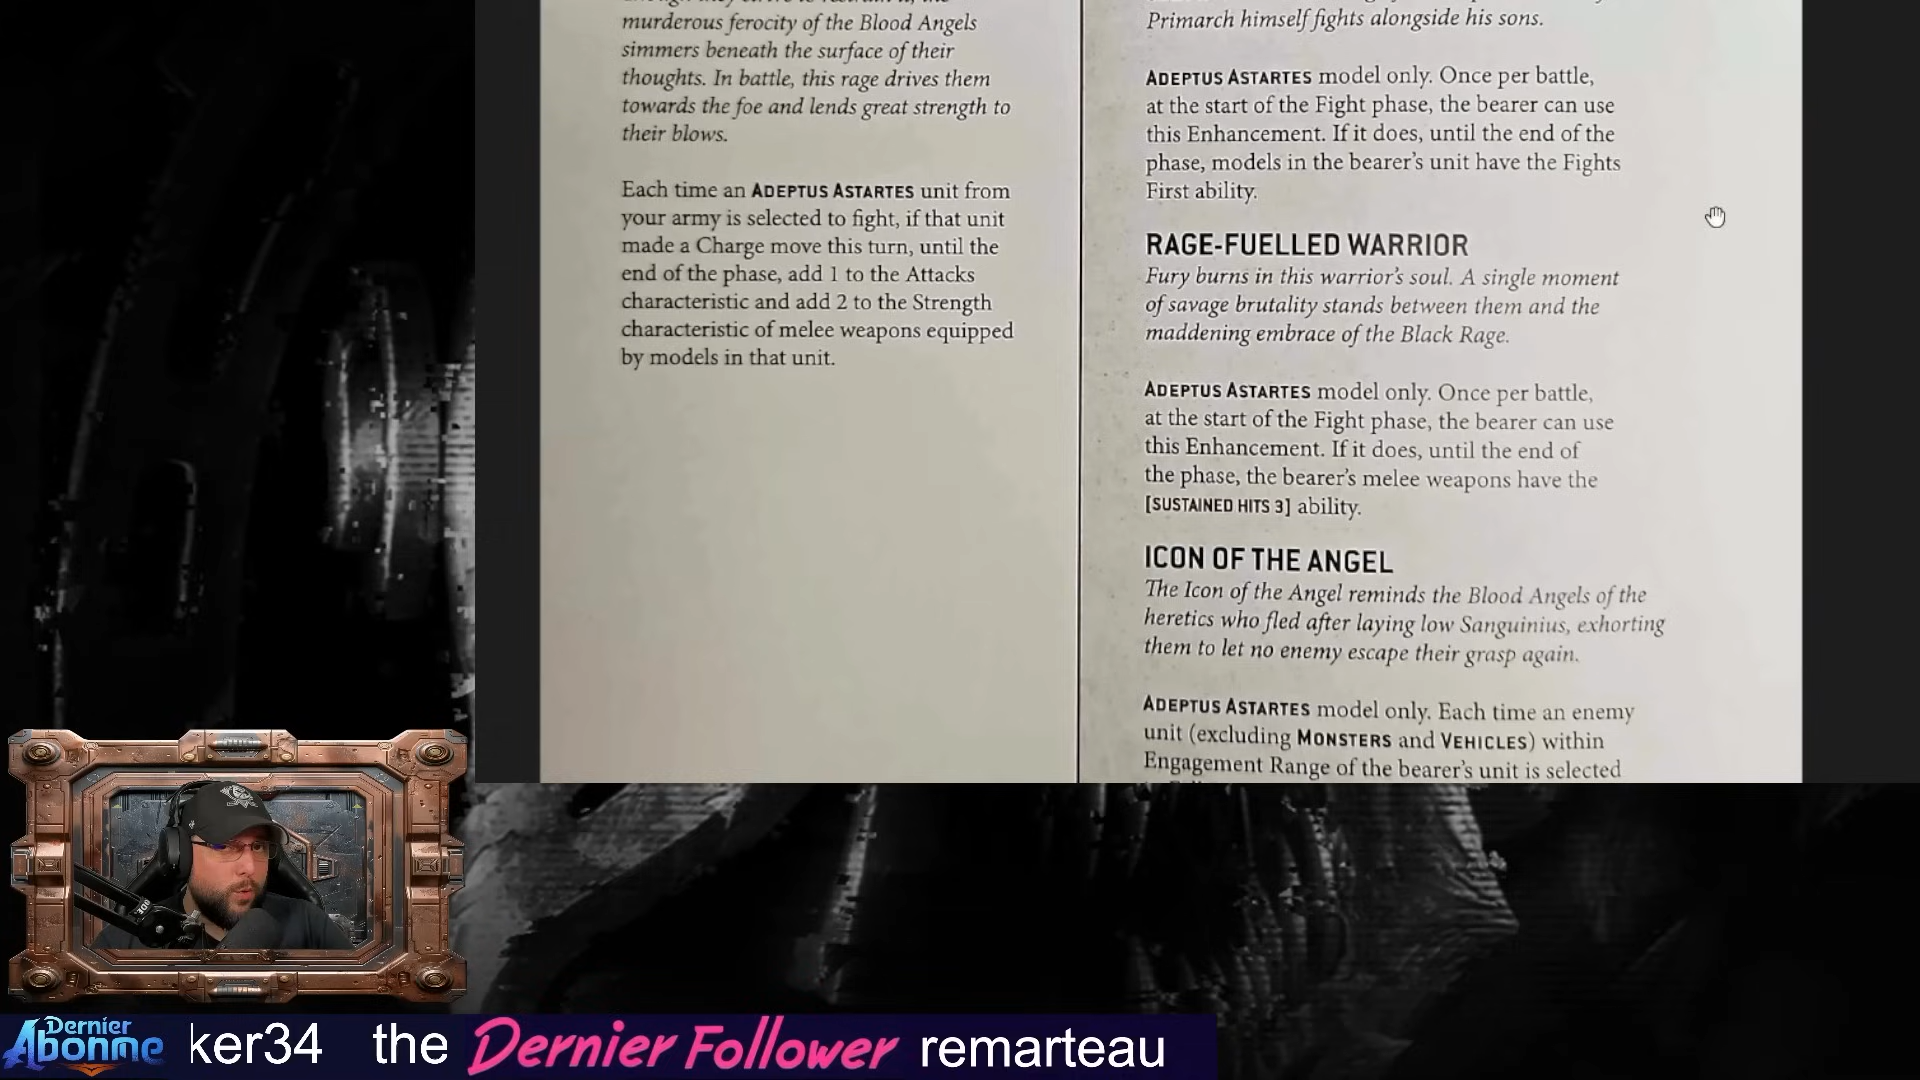 murderous ferocity of the Blood Angels
simmers beneath the surface of their
thoughts. In battle, this rage drives them
towards the foe and lends great strength to
their blows.
Each time an ADEPTUS ASTARTES unit from
your army is selected to fight, if that unit
made a Charge move this turn, until the
end of the phase, add 1 to the Attacks
characteristic and add 2 to the Strength
characteristic of melee weapons equipped
by models in that unit.
Primarch himself fights alongside his sons.
ADEPTUS ASTARTES model only. Once per battle,
at the start of the Fight phase, the bearer can use
this Enhancement. If it does, until the end of the
phase, models in the bearer's unit have the Fights
First ability.
RAGE-FUELLED WARRIOR
Fury burns in this warrior's soul. A single moment
of savage brutality stands between them and the
maddening embrace of the Black Rage.
ADEPTUS ASTARTES model only. Once per battle,
at the start of the Fight phase, the bearer can use
this Enhancement. If it does, until the end of
the phase, the bearer's melee weapons have the
[SUSTAINED HITS 3] ability.
ICON OF THE ANGEL
The Icon of the Angel reminds the Blood Angels of the
heretics who fled after laying low Sanguinius, exhorting
them to let no enemy escape their grasp again.
ADEPTUS ASTARTES model only. Each time an enemy
unit (excluding MONSTERS and VEHICLES) within
Engagement Range of the bearer's unit is selected
Dernier
Abonné
ker34 the
Dernier Follower
remarteau